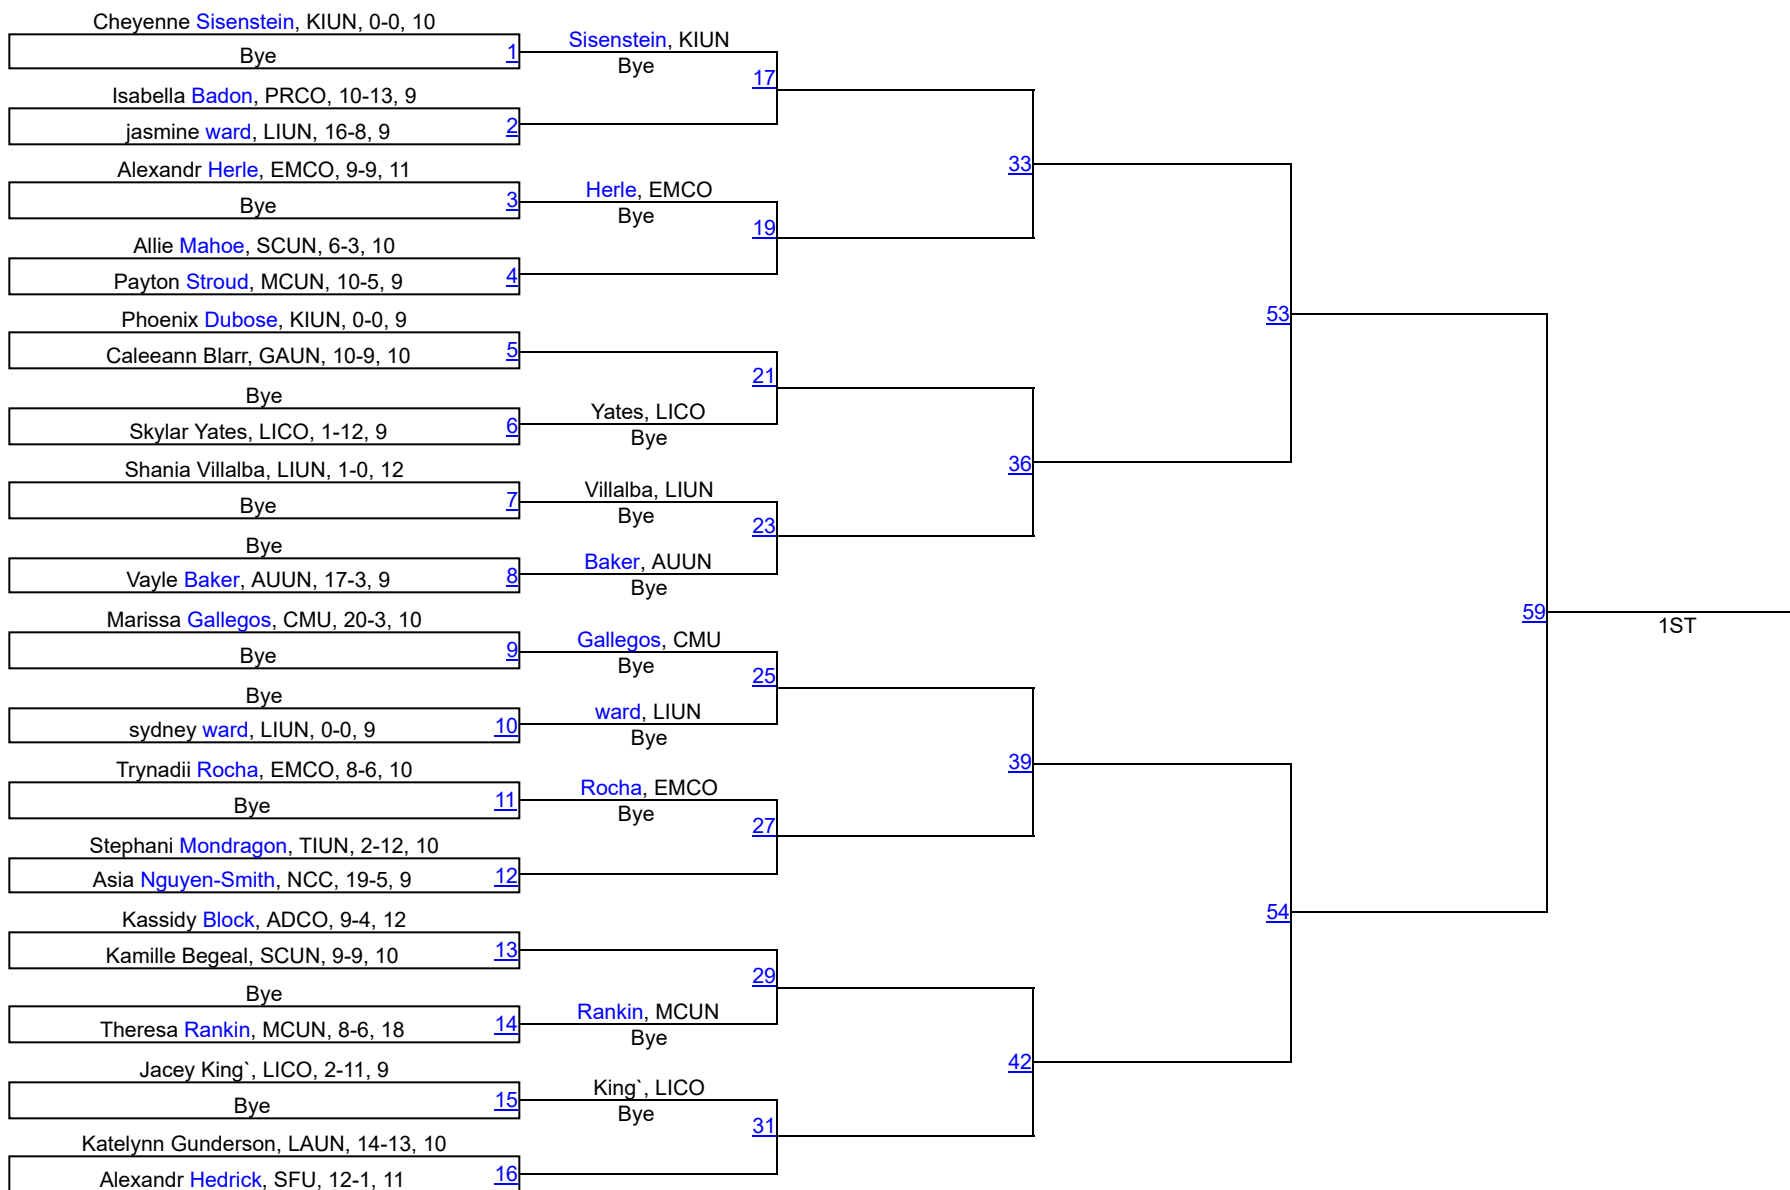 Cheyenne Sisenstein, KIUN, 0-0, 10
Bye
1
Isabella Badon, PRCO, 10-13, 9
jasmine ward, LIUN, 16-8, 9
2
Alexandr Herle, EMCO, 9-9, 11
Bye
3
Allie Mahoe, SCUN, 6-3, 10
Payton Stroud, MCUN, 10-5, 9
4
Phoenix Dubose, KIUN, 0-0, 9
Caleeann Blarr, GAUN, 10-9, 10
5
Bye
Skylar Yates, LICO, 1-12, 9
6
Shania Villalba, LIUN, 1-0, 12
Bye
7
Bye
Vayle Baker, AUUN, 17-3, 9
8
Marissa Gallegos, CMU, 20-3, 10
Bye
9
Bye
sydney ward, LIUN, 0-0, 9
10
Trynadii Rocha, EMCO, 8-6, 10
Bye
11
Stephani Mondragon, TIUN, 2-12, 10
Asia Nguyen-Smith, NCC, 19-5, 9
12
Kassidy Block, ADCO, 9-4, 12
Kamille Begeal, SCUN, 9-9, 10
13
Bye
Theresa Rankin, MCUN, 8-6, 18
14
Jacey King`, LICO, 2-11, 9
Bye
15
Katelynn Gunderson, LAUN, 14-13, 10
Alexandr Hedrick, SFU, 12-1, 11
16
Sisenstein, KIUN
Bye
17
Herle, EMCO
Bye
19
21
Yates, LICO
Bye
Villalba, LIUN
Bye
23
Baker, AUUN
Bye
Gallegos, CMU
Bye
25
ward, LIUN
Bye
Rocha, EMCO
Bye
27
29
Rankin, MCUN
Bye
King`, LICO
Bye
31
33
36
39
42
53
54
59
1ST